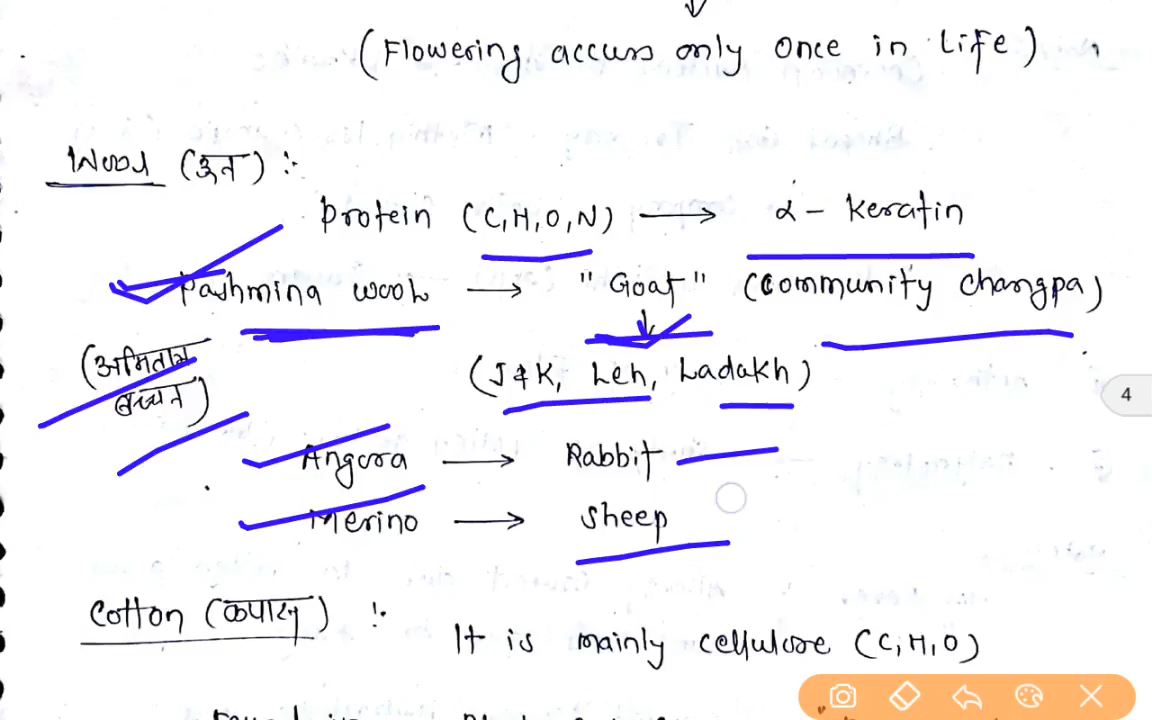 (Flowering accurs only once in life)
Wool (ऊन) :-
Protein (C,H,O,N) → α - Keratin
Pashmina wool → "Goat" (Community Changpa)
(अमिताभ
बच्चन)
(J&K, Leh, Ladakh)
4
Angora → Rabbit
Merino → Sheep
Cotton (कपास) :-
It is mainly cellulose (C,H,O)